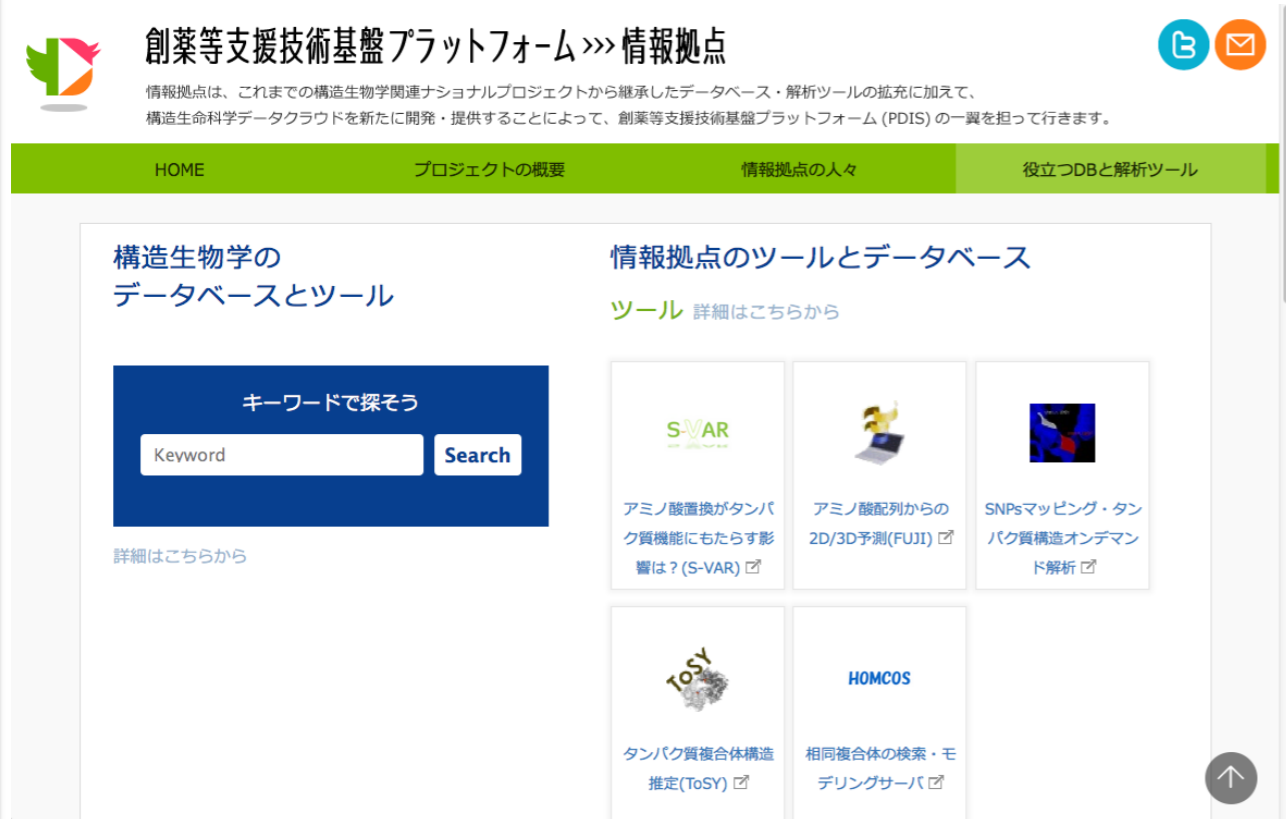 創薬等支援技術基盤プラットフォーム >>> 情報拠点
情報拠点は、これまでの構造生物学関連ナショナルプロジェクトから継承したデータベース・解析ツールの拡充に加えて、
構造生命科学データクラウドを新たに開発・提供することによって、創薬等支援技術基盤プラットフォーム (PDIS) の一翼を担って行きます。
HOME プロジェクトの概要 情報拠点の人々 役立つDBと解析ツール
構造生物学の
データベースとツール
キーワードで探そう
Keyword Search
詳細はこちらから
情報拠点のツールとデータベース
ツール 詳細はこちらから
S-VAR
アミノ酸置換がタンパ
ク質機能にもたらす影
響は？(S-VAR)
アミノ酸配列からの
2D/3D予測(FUJI)
SNPsマッピング・タン
パク質構造オンデマン
ド解析
ToSY
タンパク質複合体構造
推定(ToSY)
HOMCOS
相同複合体の検索・モ
デリングサーバ